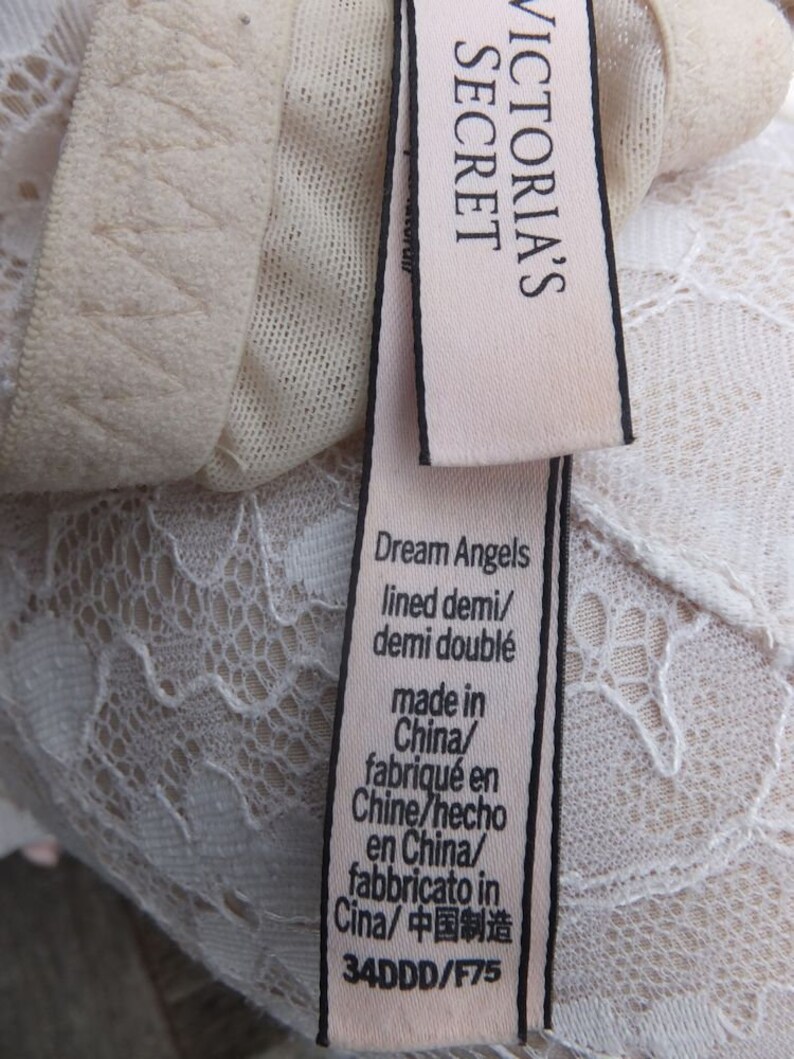 VICTORIA'S
SECRET
Dream Angels
lined demi/
demi doublé
made in
China/
fabriqué en
Chine/hecho
en China/
fabbricato in
Cina/ 中国制造
34DDD/F75